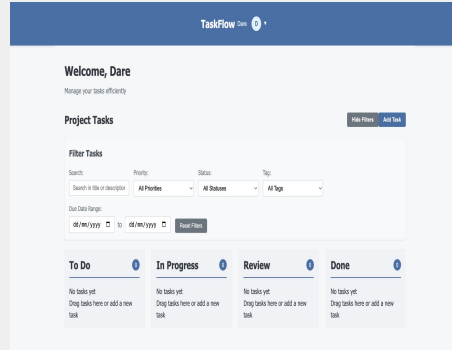 TaskFlow Dare D ▾
Welcome, Dare
Manage your tasks efficiently
Project Tasks
Hide Filters Add Task
Filter Tasks
Search: Priority: Status: Tag:
Search in title or descriptior All Priorities All Statuses All Tags
Due Date Range:
dd/mm/yyyy to dd/mm/yyyy Reset Filters
To Do 0 In Progress 0 Review 0 Done 0
No tasks yet No tasks yet No tasks yet No tasks yet
Drag tasks here or add a new Drag tasks here or add a new Drag tasks here or add a new Drag tasks here or add a new
task task task task